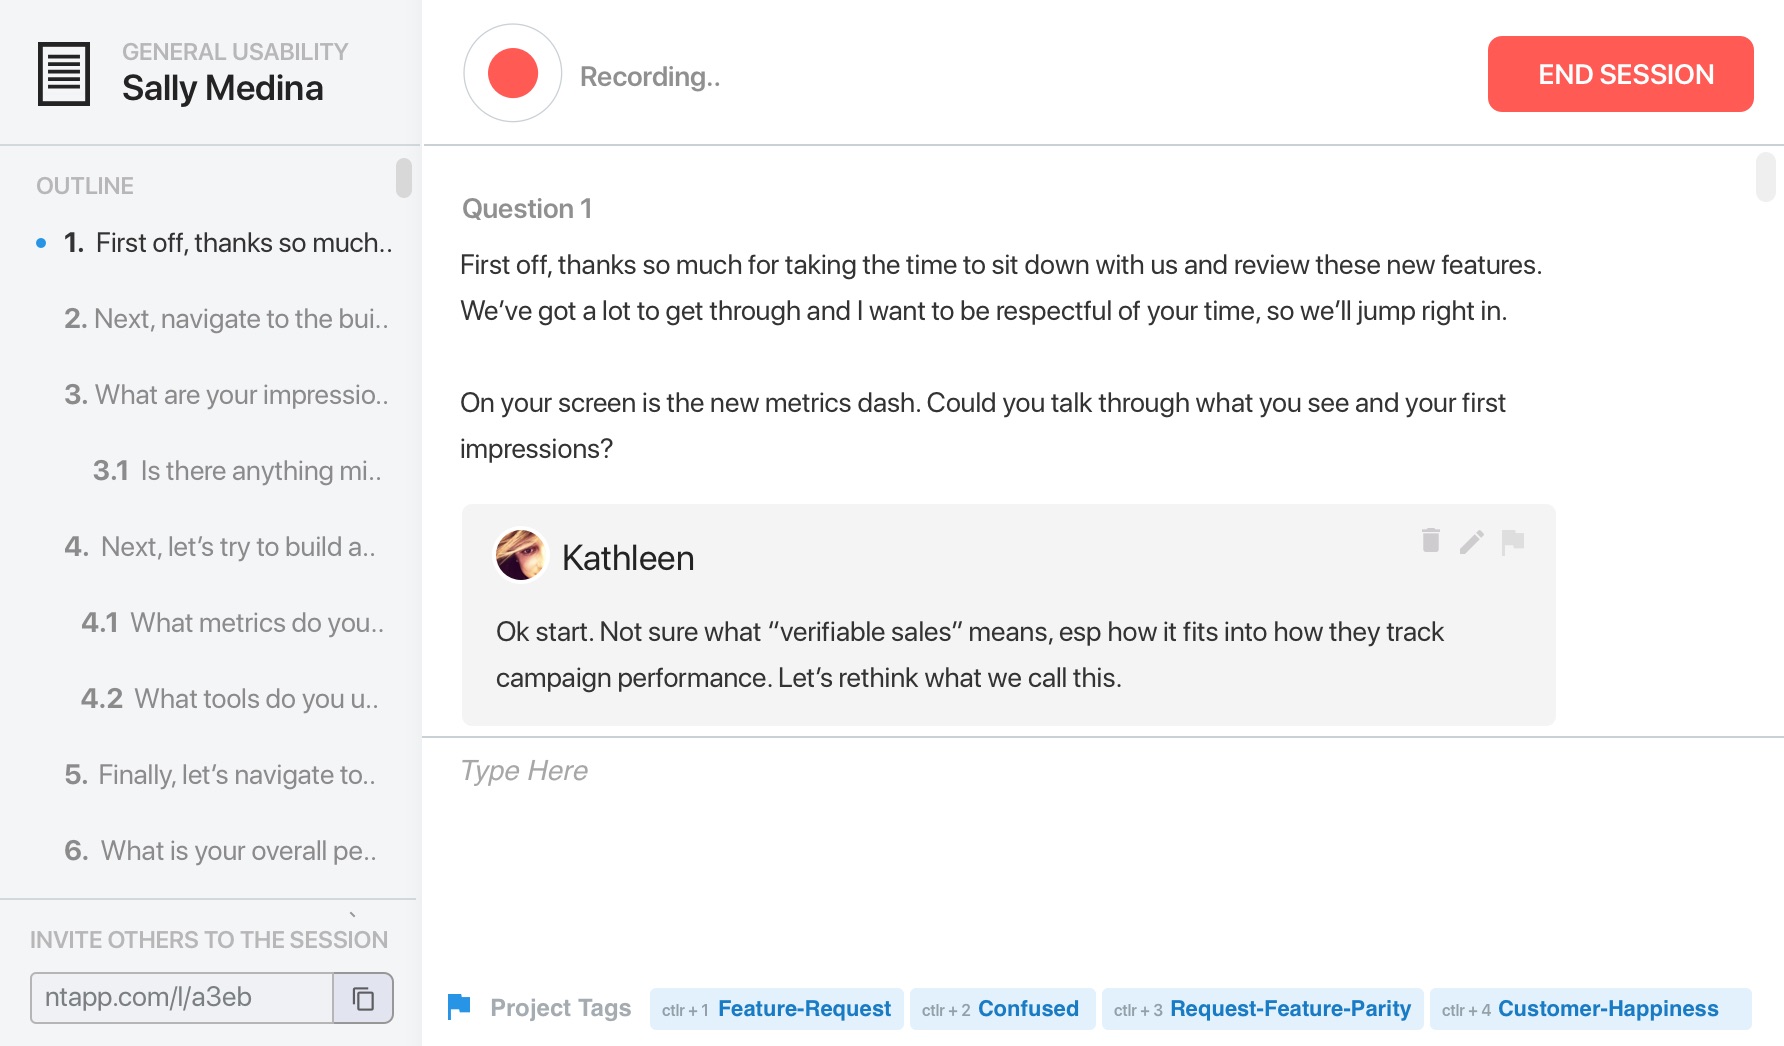 GENERAL USABILITY
Sally Medina
OUTLINE
1. First off, thanks so much..
2. Next, navigate to the bui..
3. What are your impressio..
3.1 Is there anything mi..
4. Next, let’s try to build a..
4.1 What metrics do you..
4.2 What tools do you u..
5. Finally, let’s navigate to..
6. What is your overall pe..
`
INVITE OTHERS TO THE SESSION
ntapp.com/l/a3eb
Recording..
END SESSION
Question 1
First off, thanks so much for taking the time to sit down with us and review these new features.
We’ve got a lot to get through and I want to be respectful of your time, so we’ll jump right in.
On your screen is the new metrics dash. Could you talk through what you see and your first
impressions?
Kathleen
Ok start. Not sure what “verifiable sales” means, esp how it fits into how they track
campaign performance. Let’s rethink what we call this.
Type Here
Project Tags
ctlr + 1 Feature-Request
ctlr + 2 Confused
ctlr + 3 Request-Feature-Parity
ctlr + 4 Customer-Happiness